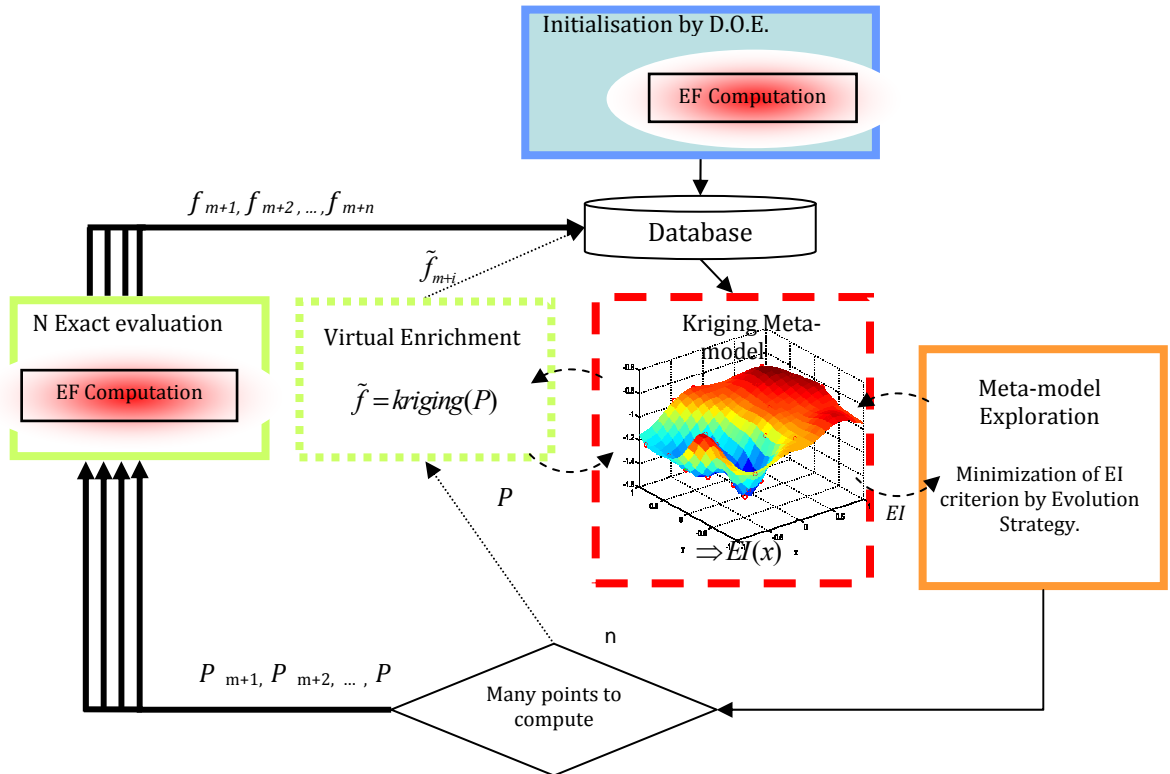 Initialisation by D.O.E.
EF Computation
f m+1, f m+2 , ... , f m+n
Database
f̃ m+i
N Exact evaluation
EF Computation
Virtual Enrichment
f̃ = kriging(P)
Kriging Meta-
model
⇒ EI(x)
Meta-model
Exploration
Minimization of EI
criterion by Evolution
Strategy.
P
EI
n
P m+1, P m+2, ... , P
Many points to
compute